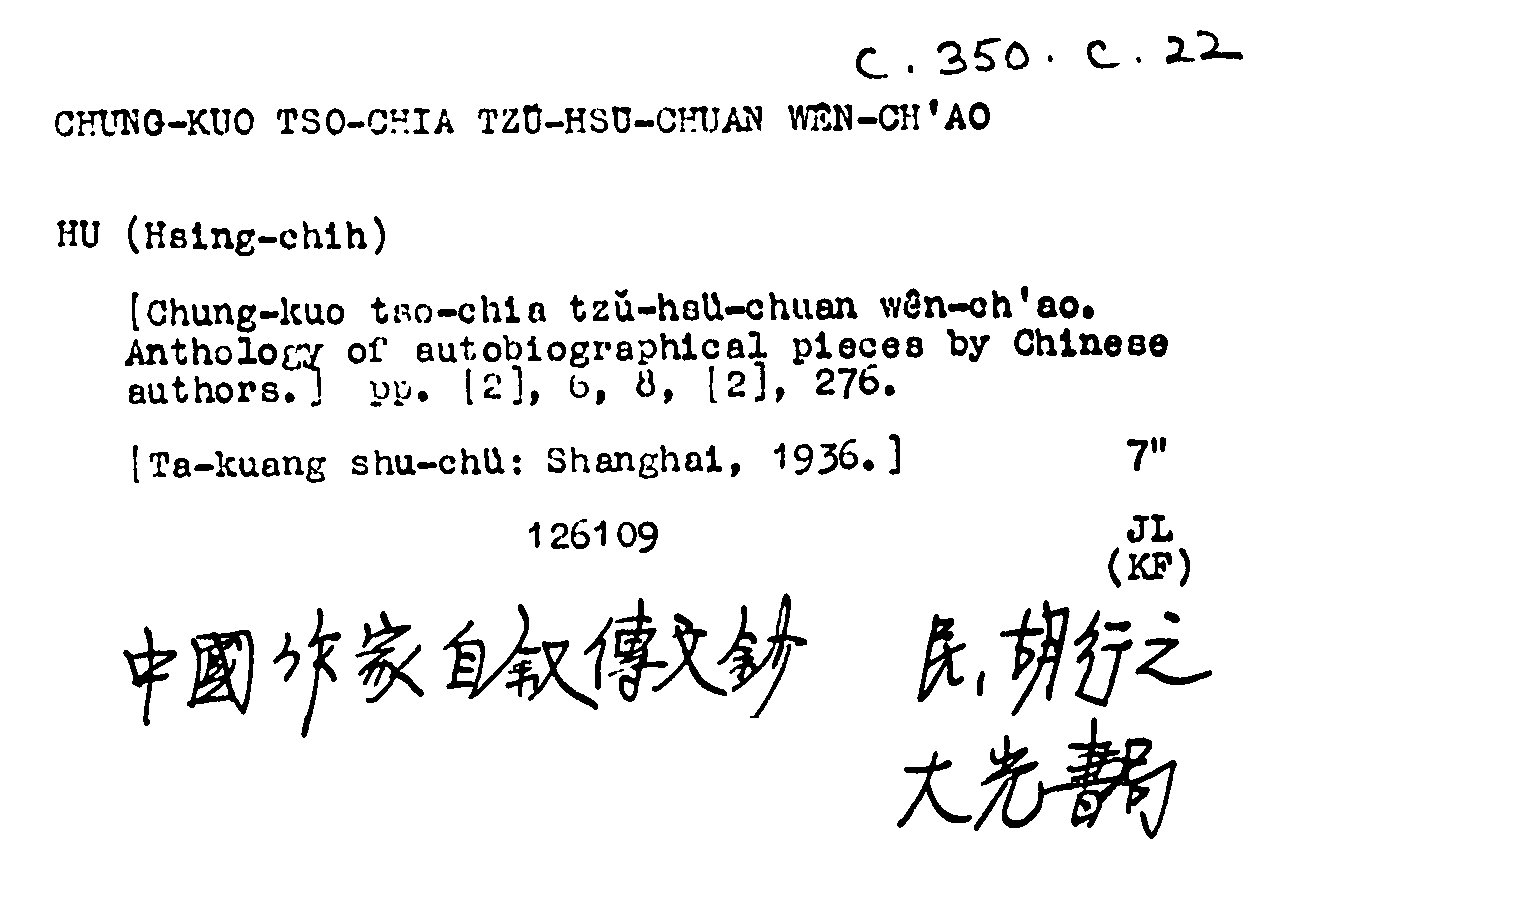 C. 350. C. 22
CHUNG-KUO TSO-CHIA TZŬ-HSÜ-CHUAN WÊN-CH'AO
HU (Hsing-chih)
[Chung-kuo tso-chia tzŭ-hsü-chuan wên-ch'ao.
Anthology of autobiographical pieces by Chinese
authors.] pp. [2], 6, 8, [2], 276.
[Ta-kuang shu-chü: Shanghai, 1936.] 7"
126109 JL
(KF)
中國作家自叙傳文鈔 民, 胡行之
大光書局